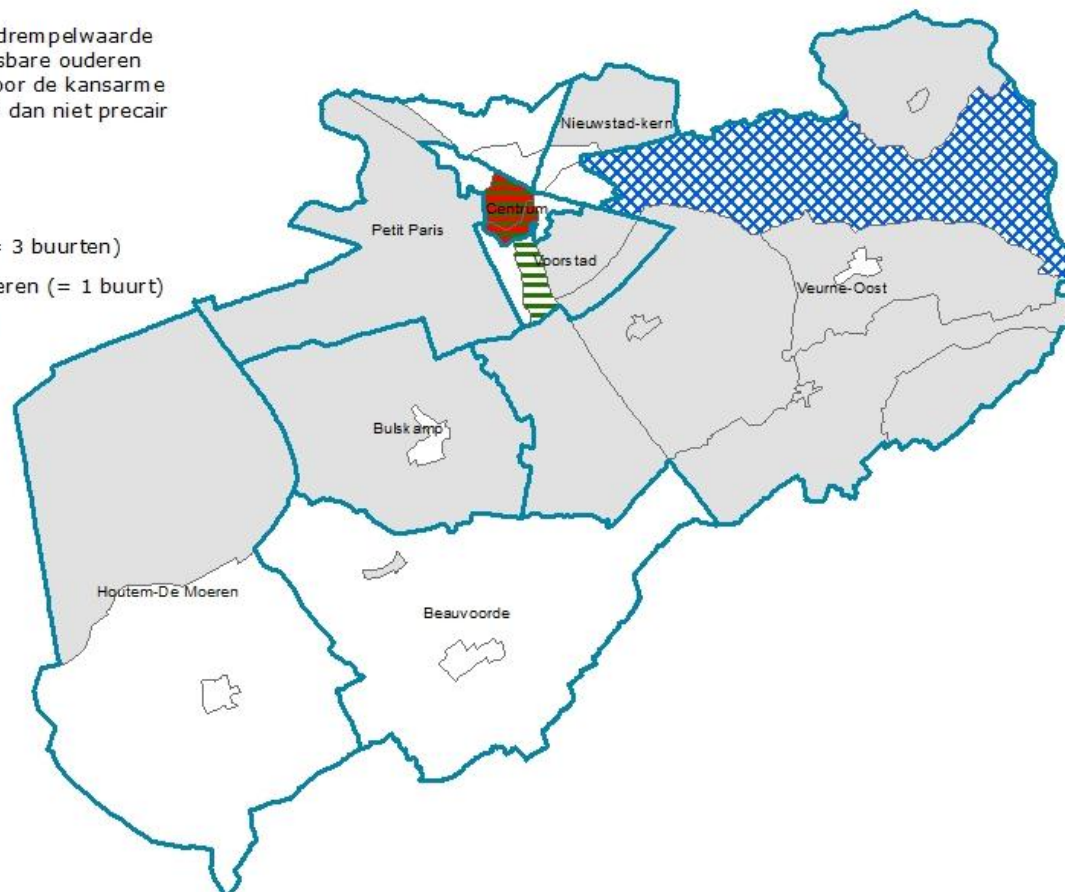 drempelwaarde
sbare ouderen
oor de kansarme
dan niet precair
= 3 buurten)
eren (= 1 buurt)
Nieuwstad-kern
Centrum
Petit Paris
Voorstad
Veurne-Oost
Bulskamp
Houtem-De Moeren
Beauvoorde